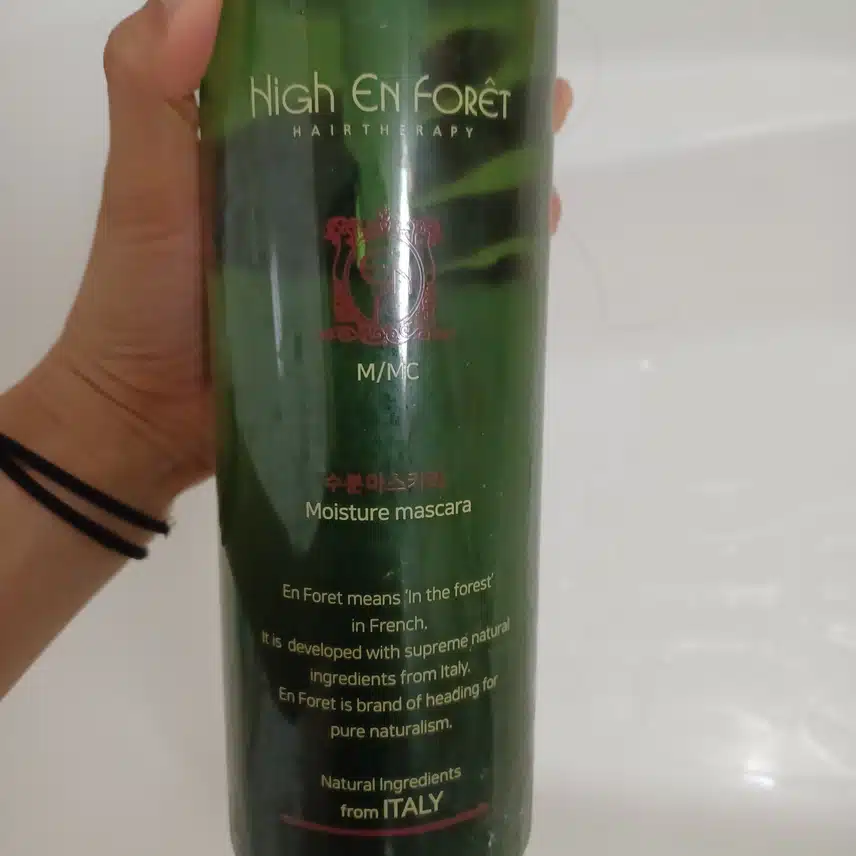 High En Forêt
HAIRTHERAPY
M/MC
수분마스카라
Moisture mascara
En Foret means 'In the forest'
in French.
It is developed with supreme natural
ingredients from Italy.
En Foret is brand of heading for
pure naturalism.
Natural Ingredients
from ITALY